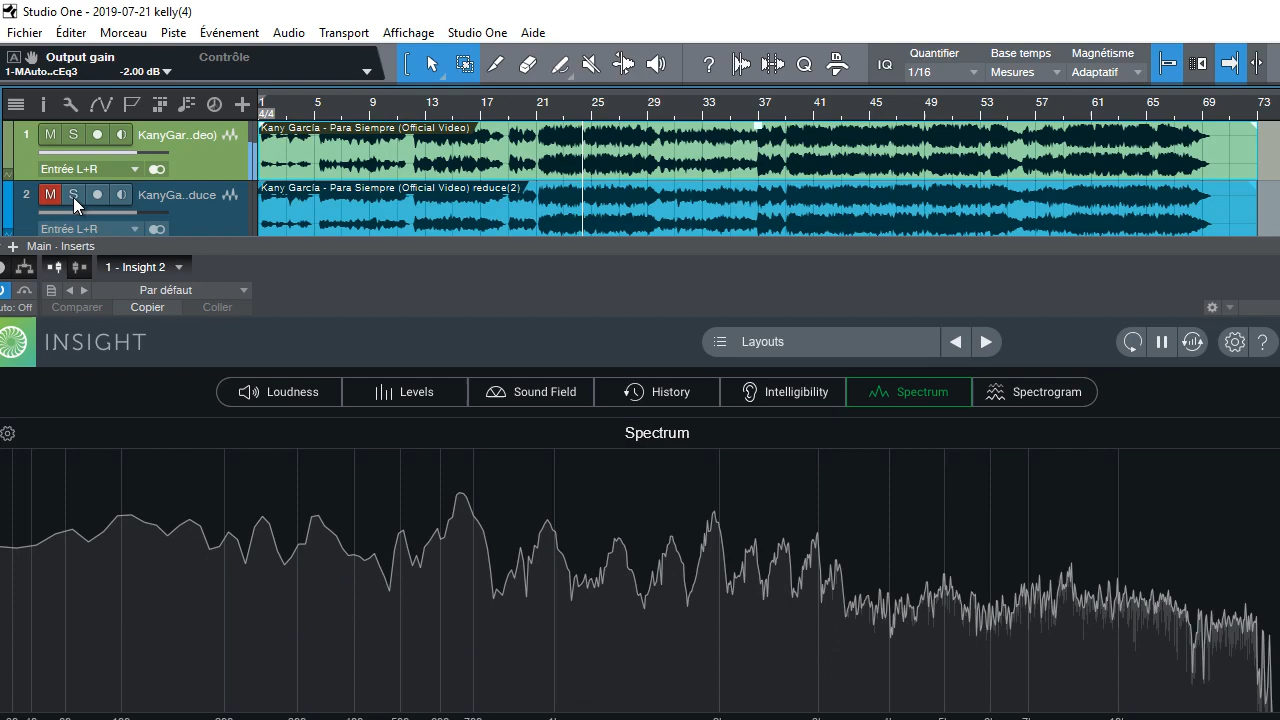 Studio One - 2019-07-21 kelly(4)
Fichier Éditer Morceau Piste Événement Audio Transport Affichage Studio One Aide
A Output gain Contrôle
1-MAuto..cEq3 -2.00 dB
? Q IQ
Quantifier Base temps Magnétisme
1/16 Mesures Adaptatif
1 5 9 13 17 21 25 29 33 37 41 45 49 53 57 61 65 69 73
4/4
1 M S KanyGar..deo)
Kany García - Para Siempre (Official Video)
Entrée L+R
2 M S KanyGa..duce
Kany García - Para Siempre (Official Video) reduce(2)
Entrée L+R
Main - Inserts
1 - Insight 2
Par défaut
uto: Off Comparer Copier Coller
INSIGHT
Layouts
?
Loudness Levels Sound Field History Intelligibility Spectrum Spectrogram
Spectrum